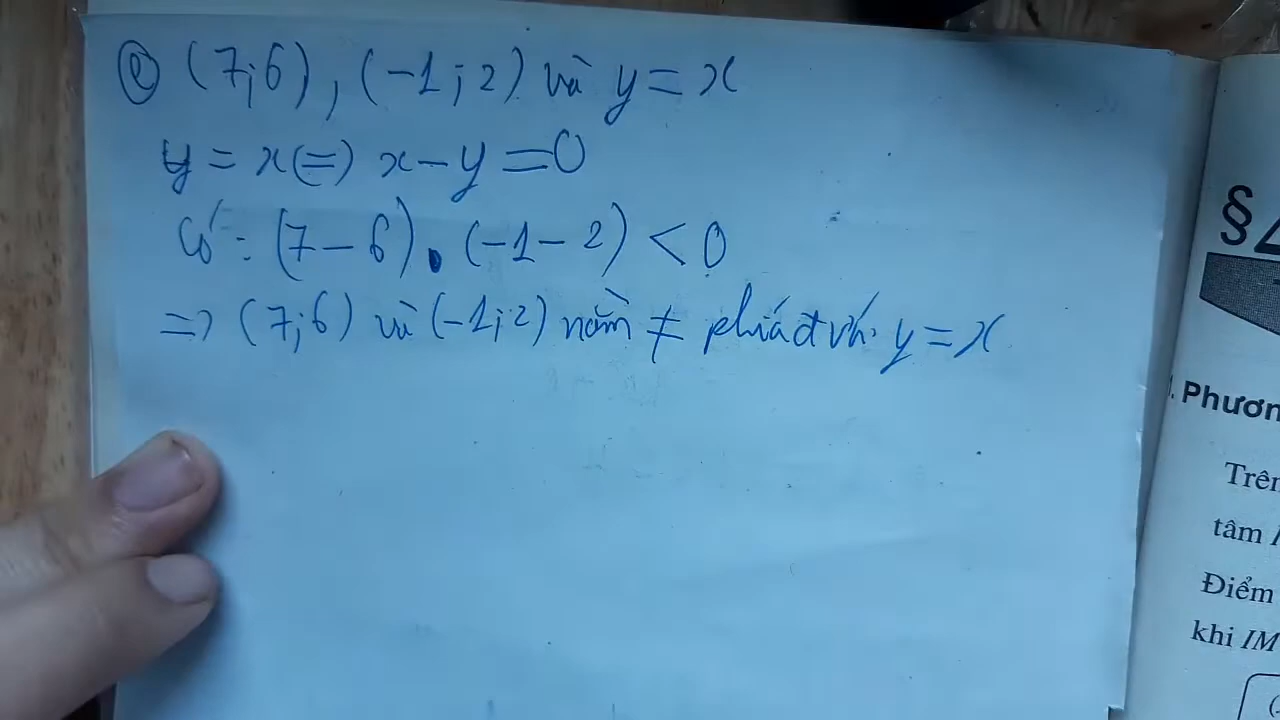 e (7;6), (-1;2) và y = x
y = x (=) x - y = 0
Có: (7 - 6) . (-1 - 2) < 0
=> (7;6) và (-1;2) nằm ≠ phía đ với y = x
§
. Phươn
Trên
tâm I
Điểm
khi IM